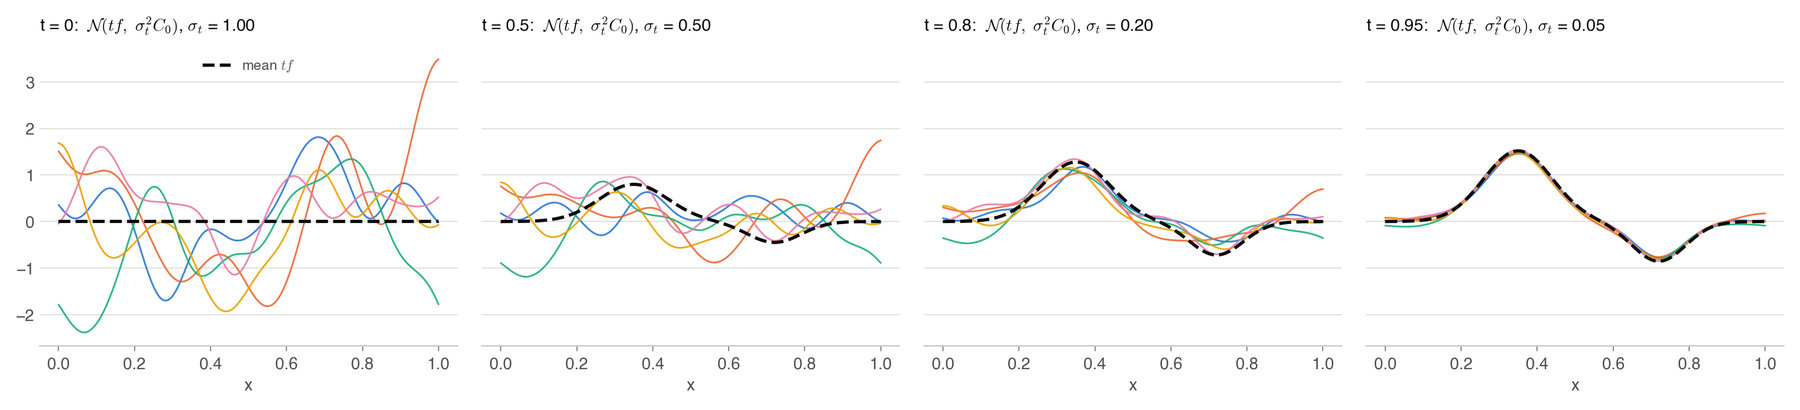 t = 0:  𝒩(tf, σ_t^2 C_0), σ_t = 1.00
mean tf
3
2
1
0
−1
−2
0.0 0.2 0.4 0.6 0.8 1.0
x
t = 0.5:  𝒩(tf, σ_t^2 C_0), σ_t = 0.50
0.0 0.2 0.4 0.6 0.8 1.0
x
t = 0.8:  𝒩(tf, σ_t^2 C_0), σ_t = 0.20
0.0 0.2 0.4 0.6 0.8 1.0
x
t = 0.95:  𝒩(tf, σ_t^2 C_0), σ_t = 0.05
0.0 0.2 0.4 0.6 0.8 1.0
x